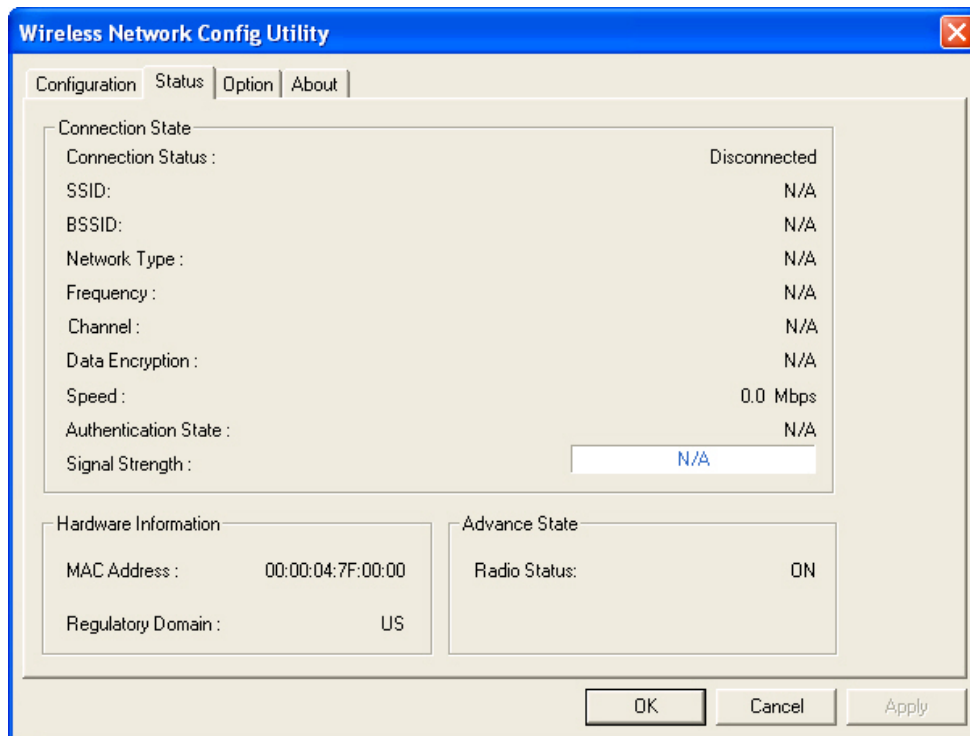 Wireless Network Config Utility
Configuration Status Option About
Connection State
Connection Status : Disconnected
SSID: N/A
BSSID: N/A
Network Type : N/A
Frequency : N/A
Channel : N/A
Data Encryption : N/A
Speed : 0.0 Mbps
Authentication State : N/A
Signal Strength : N/A
Hardware Information
MAC Address : 00:00:04:7F:00:00
Regulatory Domain : US
Advance State
Radio Status: ON
OK Cancel Apply